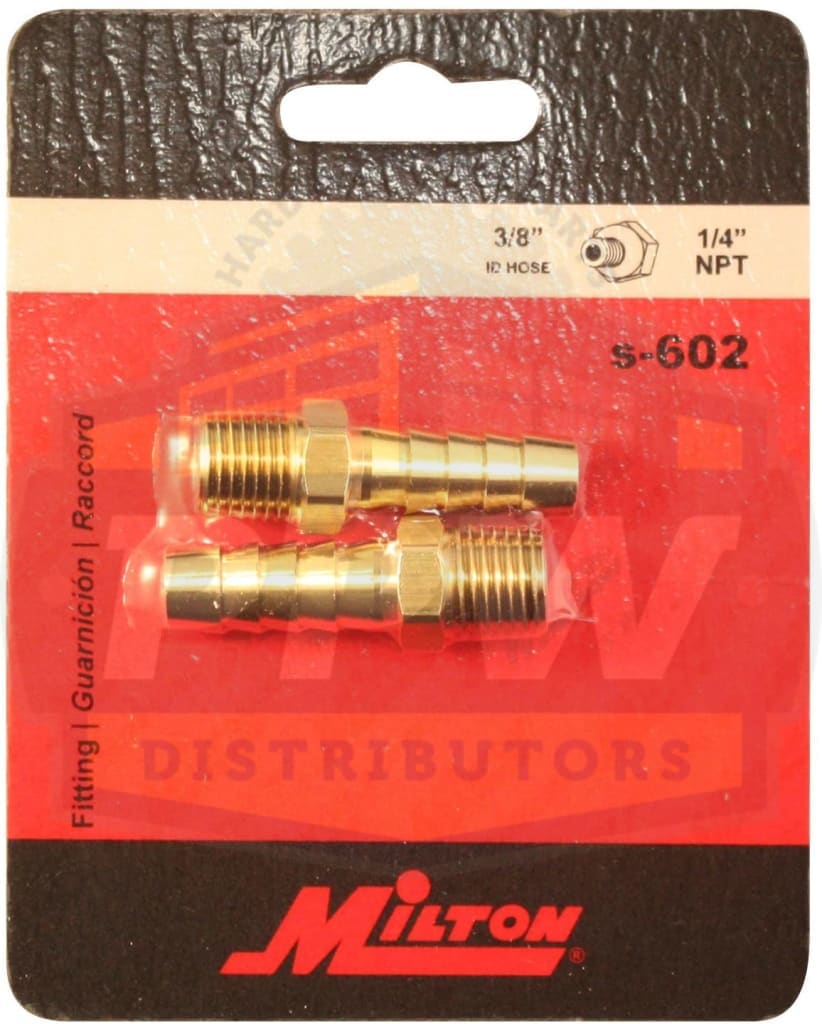 3/8"
ID HOSE
1/4"
NPT
s-602
Fitting | Guarnición | Raccord
DISTRIBUTORS
MILTON®